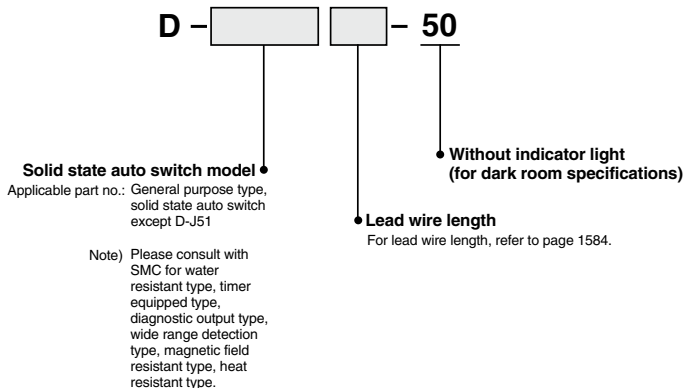 D – – 50
Without indicator light
(for dark room specifications)
Solid state auto switch model
Applicable part no.: General purpose type,
solid state auto switch
except D-J51
Lead wire length
For lead wire length, refer to page 1584.
Note) Please consult with
SMC for water
resistant type, timer
equipped type,
diagnostic output type,
wide range detection
type, magnetic field
resistant type, heat
resistant type.